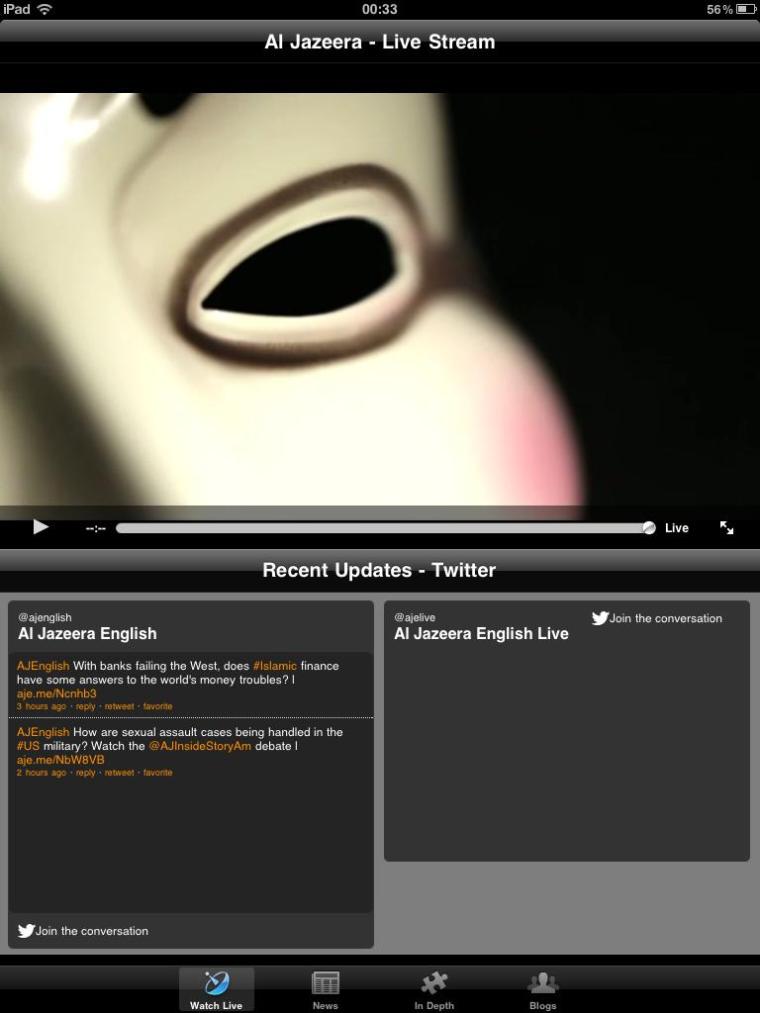 iPad 00:33 56%
Al Jazeera - Live Stream
--:-- Live
Recent Updates - Twitter
@ajenglish
Al Jazeera English
AJEnglish With banks failing the West, does #Islamic finance
have some answers to the world's money troubles? |
aje.me/Ncnhb3
3 hours ago · reply · retweet · favorite
AJEnglish How are sexual assault cases being handled in the
#US military? Watch the @AJInsideStoryAm debate |
aje.me/NbW8VB
2 hours ago · reply · retweet · favorite
Join the conversation
@ajelive
Al Jazeera English Live
Join the conversation
Watch Live News In Depth Blogs